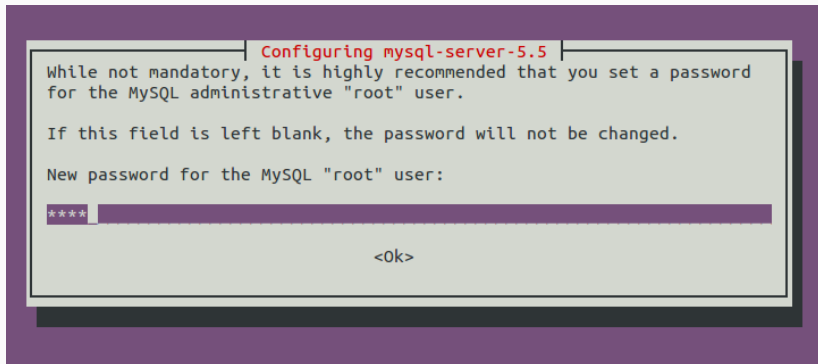 Configuring mysql-server-5.5
While not mandatory, it is highly recommended that you set a password
for the MySQL administrative "root" user.
If this field is left blank, the password will not be changed.
New password for the MySQL "root" user:
****_
<Ok>